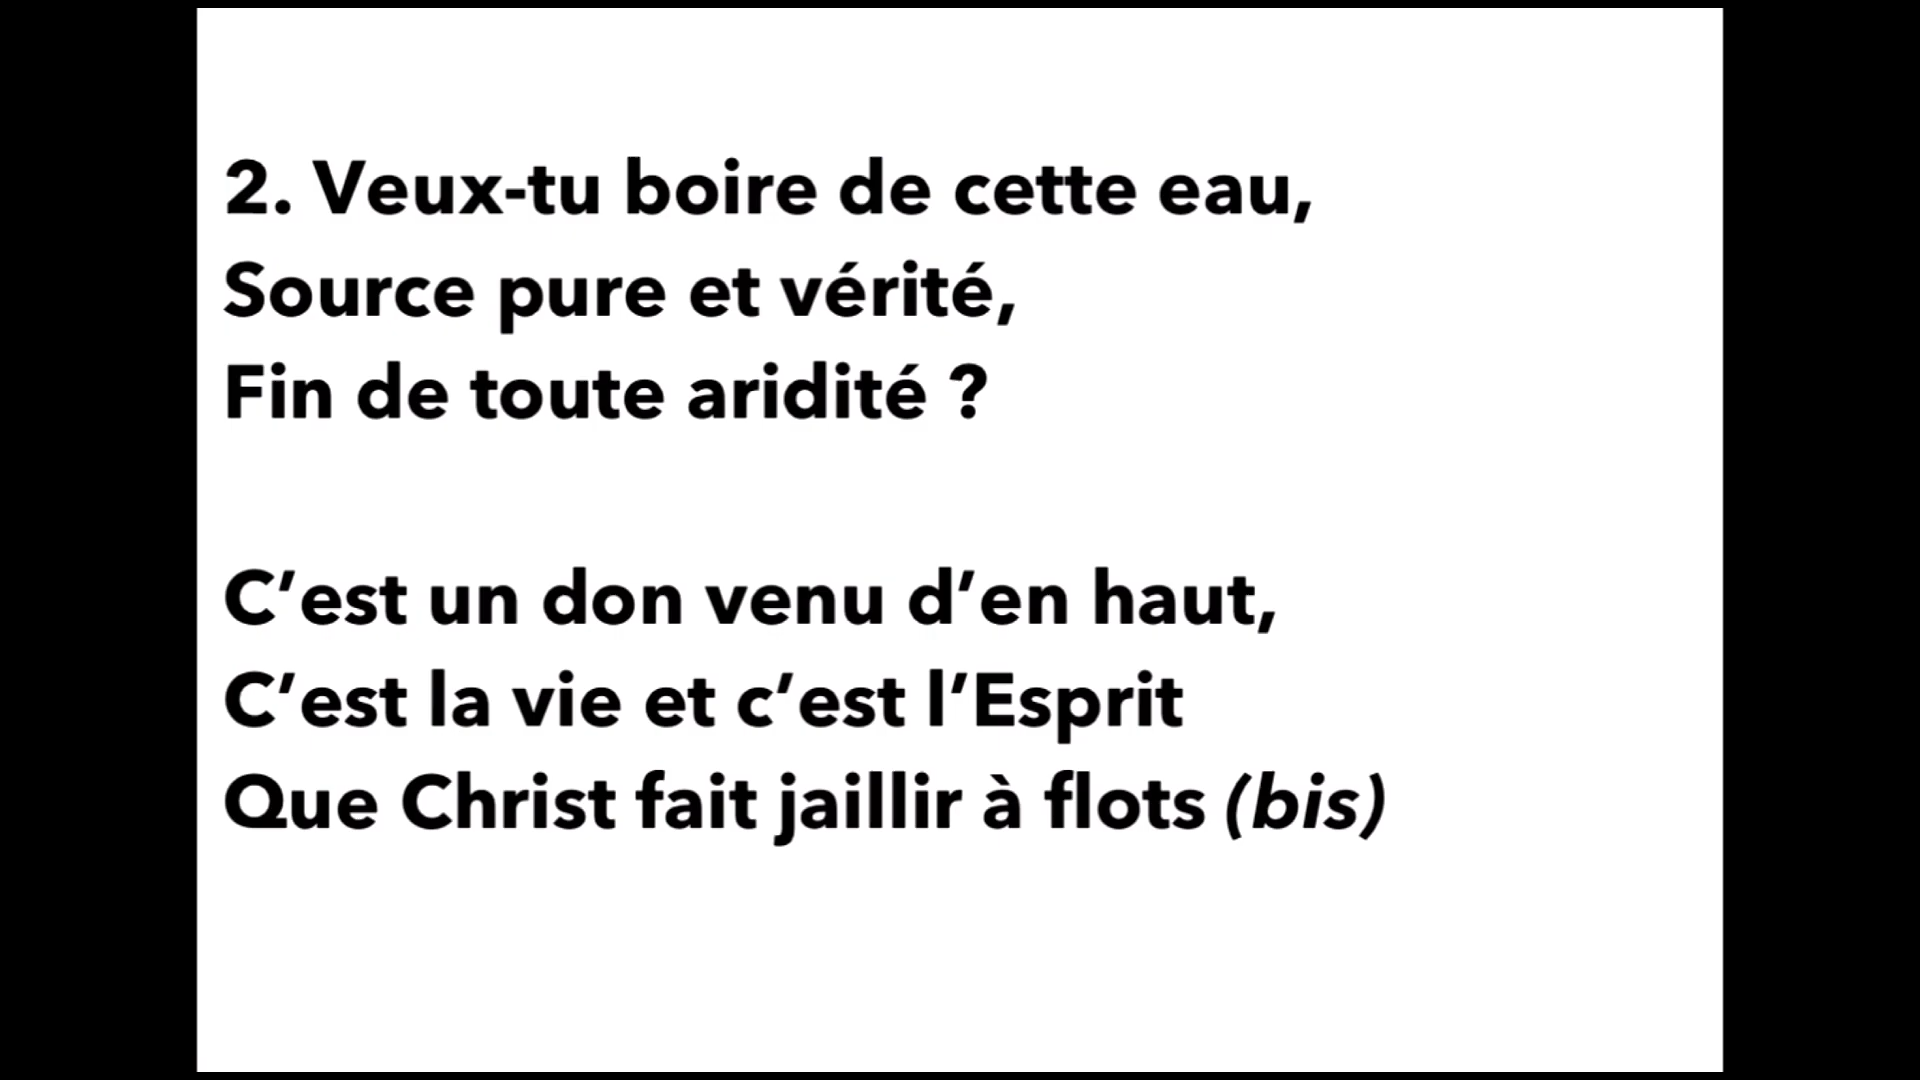 2. Veux-tu boire de cette eau,
Source pure et vérité,
Fin de toute aridité ?
C’est un don venu d’en haut,
C’est la vie et c’est l’Esprit
Que Christ fait jaillir à flots (bis)